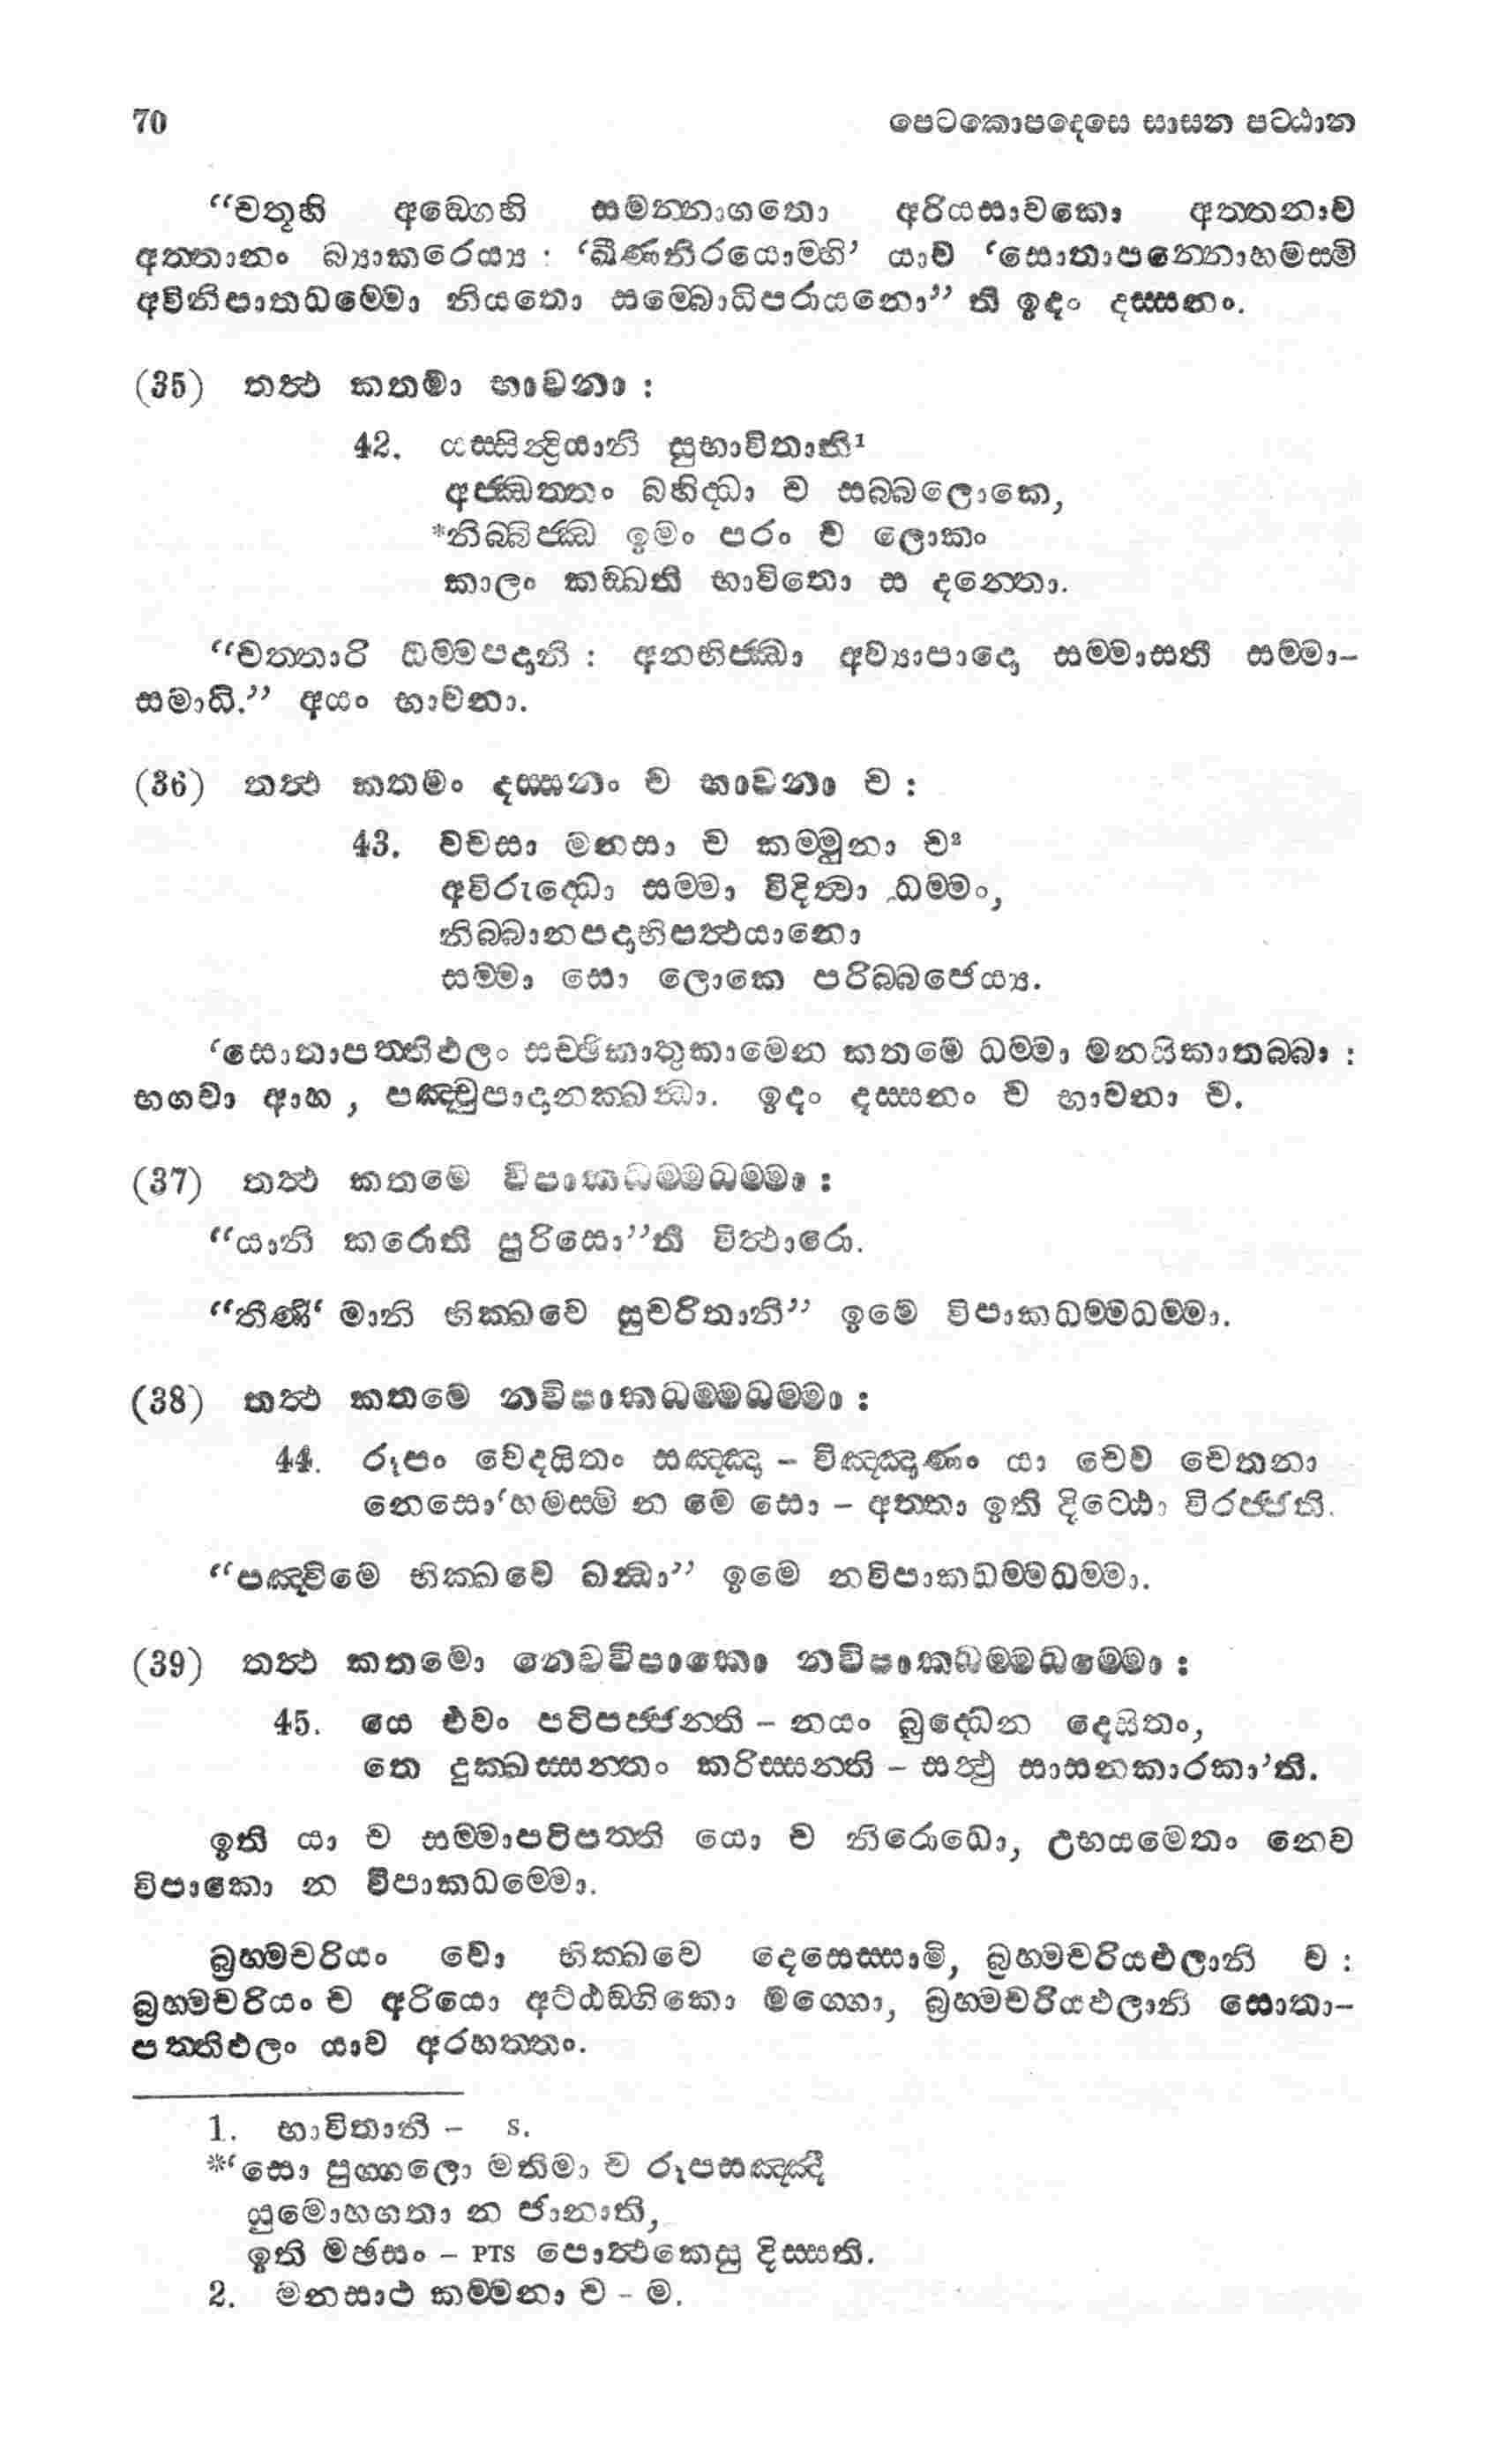 70 පෙටකොපදෙසෙ සාසන පට්ඨාන
“චතූහි අඞ්ගෙහි සමන්නාගතො අරියසාවකො අත්තනාව
අත්තානං බ්‍යාකරෙය්‍ය : ‘ඛීණනිරයොම්හි’ යාව ‘සොතාපන්නොහමස්මි
අවිනිපාතධම්මො නියතො සම්බොධිපරායනො” ති ඉදං දස්සනං.
(35) තත්‍ථ කතමා භාවනා :
42. යස්සින්‍ද්‍රියානි සුභාවිතානි¹
අජ්ඣත්තං බහිද්ධා ච සබ්බලොකෙ,
*නිබ්බිජ්ඣ ඉමං පරං ච ලොකං
කාලං කඞ්ඛති භාවිතො ස දන්තො.
“චත්තාරි ධම්මපදානි : අනභිජ්ඣා අව්‍යාපාදො සම්මාසති සම්මා-
සමාධි.” අයං භාවනා.
(36) තත්‍ථ කතමං දස්සනං ච භාවනා ච :
43. වචසා මනසා ච කම්මුනා ච²
අවිරුද්ධො සම්මා විදිත්‍වා ධම්මං,
නිබ්බානපදාභිපත්‍ථයානො
සම්මා සො ලොකෙ පරිබ්බජෙය්‍ය.
‘සොතාපත්තිඵලං සච්ඡිකාතුකාමෙන කතමෙ ධම්මා මනසිකාතබ්බා :
භගවා ආහ , පඤ්චුපාදානක්ඛන්‍ධා. ඉදං දස්සනං ච භාවනා ච.
(37) තත්‍ථ කතමෙ විපාකධම්මධම්මා :
“යානි කරොති පුරිසො”ති විත්‍ථාරො.
“තීණි‘ මානි භික්ඛවෙ සුචරිතානි” ඉමෙ විපාකධම්මධම්මා.
(38) තත්‍ථ කතමෙ නවිපාකධම්මධම්මා :
44. රූපං වෙදයිතං සඤ්ඤා – විඤ්ඤාණං යා චෙව චෙතනා
නෙසො‘හමස්මි න මෙ සො – අත්තා ඉති දිට්ඨො විරජ්ජති.
“පඤ්චිමෙ භික්ඛවෙ ඛන්‍ධා” ඉමෙ නවිපාකධම්මධම්මා.
(39) තත්‍ථ කතමො නෙවවිපාකො නවිපාකධම්මධම්මො :
45. යෙ එවං පටිපජ්ජන්ති – නයං බුද්ධෙන දෙසිතං,
තෙ දුක්ඛස්සන්තං කරිස්සන්ති – සත්‍ථු සාසනකාරකා’ති.
ඉති යා ච සම්මාපටිපත්ති යො ච නිරොධො, උභයමෙතං නෙව
විපාකො න විපාකධම්මො.
බ්‍රහ්මචරියං වො භික්ඛවෙ දෙසෙස්සාමි, බ්‍රහ්මචරියඵලානි ච :
බ්‍රහ්මචරියං ච අරියො අට්ඨඞ්ගිකො මග්ගො, බ්‍රහ්මචරියඵලානි සොතා-
පත්තිඵලං යාව අරහත්තං.
1. භාවිතානි – s.
*‘සො පුග්ගලො මතිමා ච රූපසඤ්ඤී
සුමොහගතා න ජානාති,
ඉති මඡසං – PTS පොත්‍ථකෙසු දිස්සති.
2. මනසාථ කම්මනා ච – ම.